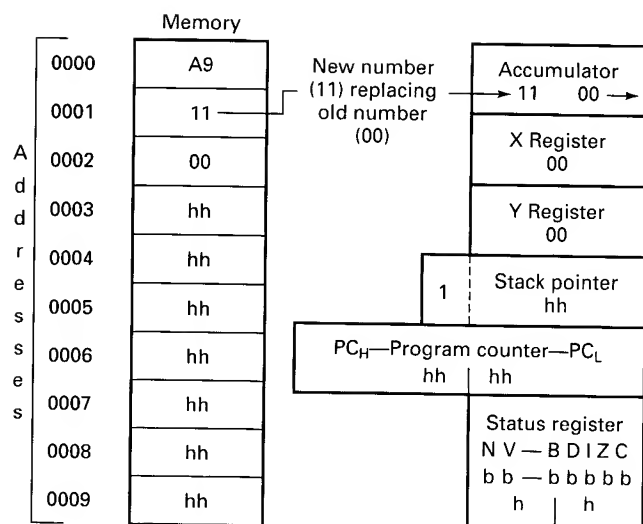 Memory
Addresses
0000 A9
0001 11
0002 00
0003 hh
0004 hh
0005 hh
0006 hh
0007 hh
0008 hh
0009 hh
New number
(11) replacing
old number
(00)
Accumulator
11 00
X Register
00
Y Register
00
1
Stack pointer
hh
PCH—Program counter—PCL
hh hh
Status register
N V — B D I Z C
b b — b b b b b
h h